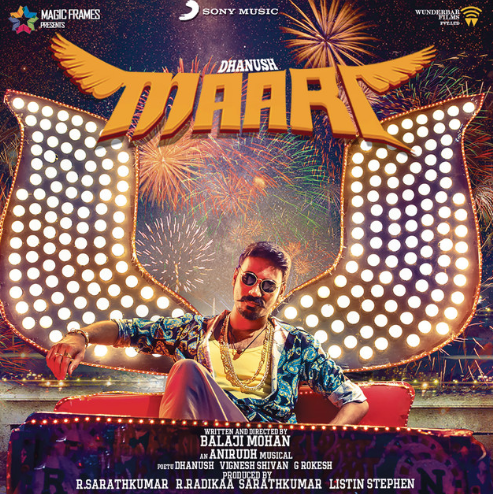 MAGIC FRAMES
PRESENTS
SONY MUSIC
WUNDERBAR
FILMS
PVT.LTD
DHANUSH
MAARI
WRITTEN AND DIRECTED BY
BALAJI MOHAN
AN ANIRUDH MUSICAL
POETU DHANUSH VIGNESH SHIVAN G ROKESH
PRODUCED BY
R.SARATHKUMAR R.RADIKAA SARATHKUMAR LISTIN STEPHEN